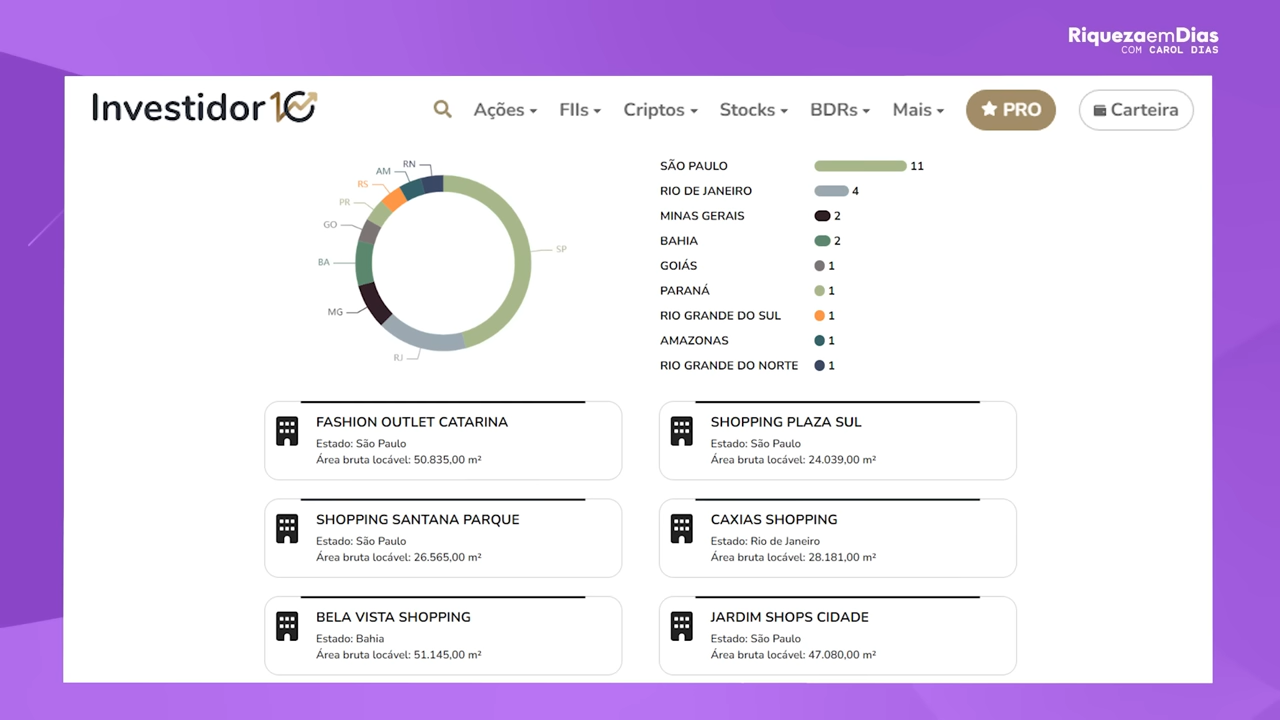 RiquezaemDias
COM CAROL DIAS
Investidor10
Ações
FIIs
Criptos
Stocks
BDRs
Mais
PRO
Carteira
RN
AM
RS
PR
GO
BA
MG
RJ
SP
SÃO PAULO 11
RIO DE JANEIRO 4
MINAS GERAIS 2
BAHIA 2
GOIÁS 1
PARANÁ 1
RIO GRANDE DO SUL 1
AMAZONAS 1
RIO GRANDE DO NORTE 1
FASHION OUTLET CATARINA
Estado: São Paulo
Área bruta locável: 50.835,00 m²
SHOPPING PLAZA SUL
Estado: São Paulo
Área bruta locável: 24.039,00 m²
SHOPPING SANTANA PARQUE
Estado: São Paulo
Área bruta locável: 26.565,00 m²
CAXIAS SHOPPING
Estado: Rio de Janeiro
Área bruta locável: 28.181,00 m²
BELA VISTA SHOPPING
Estado: Bahia
Área bruta locável: 51.145,00 m²
JARDIM SHOPS CIDADE
Estado: São Paulo
Área bruta locável: 47.080,00 m²